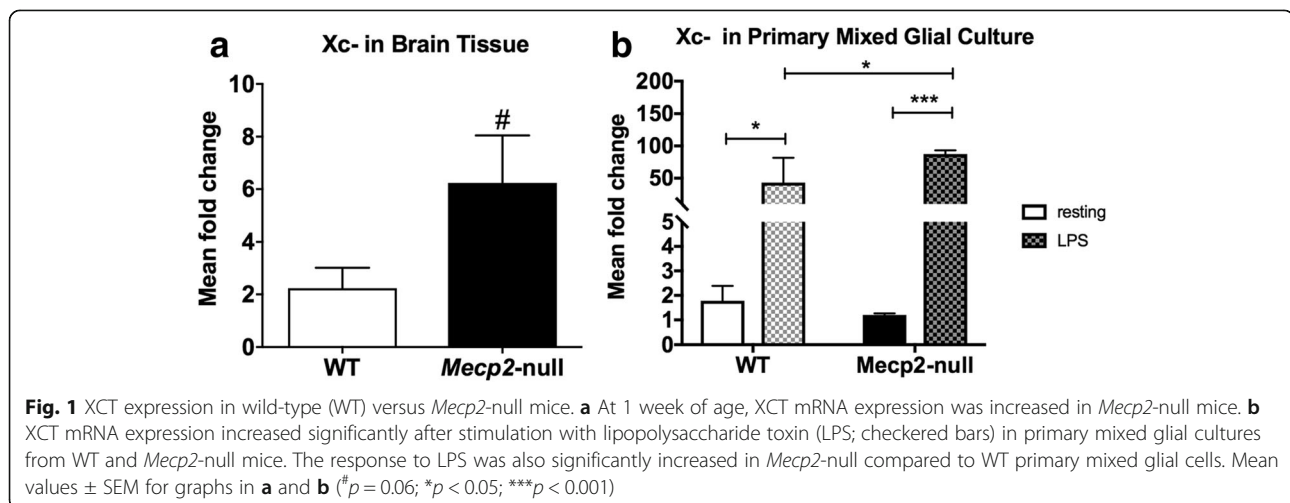 a
Xc- in Brain Tissue
Mean fold change
10
8
6
4
2
0
#
WT
Mecp2-null
b
Xc- in Primary Mixed Glial Culture
Mean fold change
200
150
100
50
5
4
3
2
1
0
*
*
***
WT
Mecp2-null
resting
LPS
Fig. 1 XCT expression in wild-type (WT) versus Mecp2-null mice. a At 1 week of age, XCT mRNA expression was increased in Mecp2-null mice. b
XCT mRNA expression increased significantly after stimulation with lipopolysaccharide toxin (LPS; checkered bars) in primary mixed glial cultures
from WT and Mecp2-null mice. The response to LPS was also significantly increased in Mecp2-null compared to WT primary mixed glial cells. Mean
values ± SEM for graphs in a and b (#p = 0.06; *p < 0.05; ***p < 0.001)